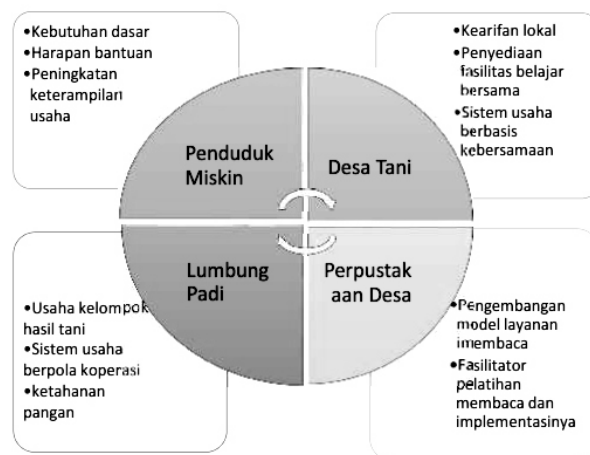 •Kebutuhan dasar
•Harapan bantuan
•Peningkatan
keterampilan
usaha
•Kearifan lokal
•Penyediaan
fasilitas belajar
bersama
•Sistem usaha
berbasis
kebersamaan
Penduduk
Miskin
Desa Tani
Lumbung
Padi
Perpustak
aan Desa
•Usaha kelompok
hasil tani
•Sistem usaha
berpola koperasi
•ketahanan
pangan
•Pengembangan
model layanan
imembaca
•Fasilitator
pelatihan
membaca dan
implementasinya